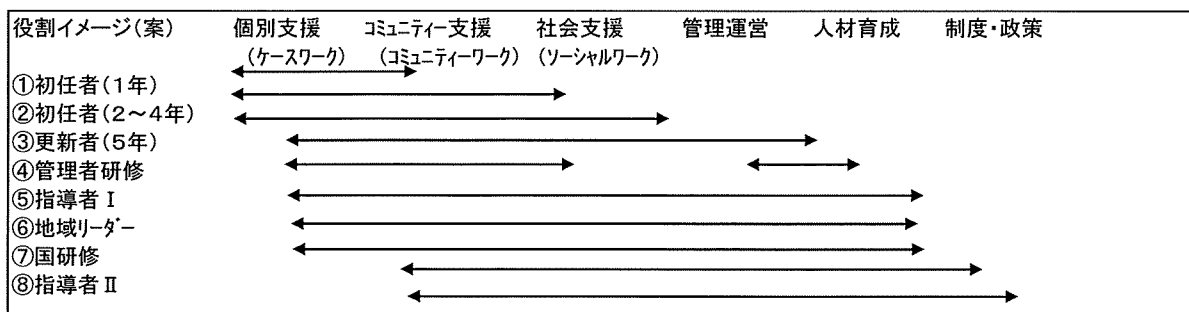 役割イメージ(案) 個別支援 コミュニティー支援 社会支援 管理運営 人材育成 制度・政策
(ケースワーク) (コミュニティーワーク) (ソーシャルワーク)
①初任者(1年)
②初任者(2～4年)
③更新者(5年)
④管理者研修
⑤指導者Ⅰ
⑥地域リーダー
⑦国研修
⑧指導者Ⅱ